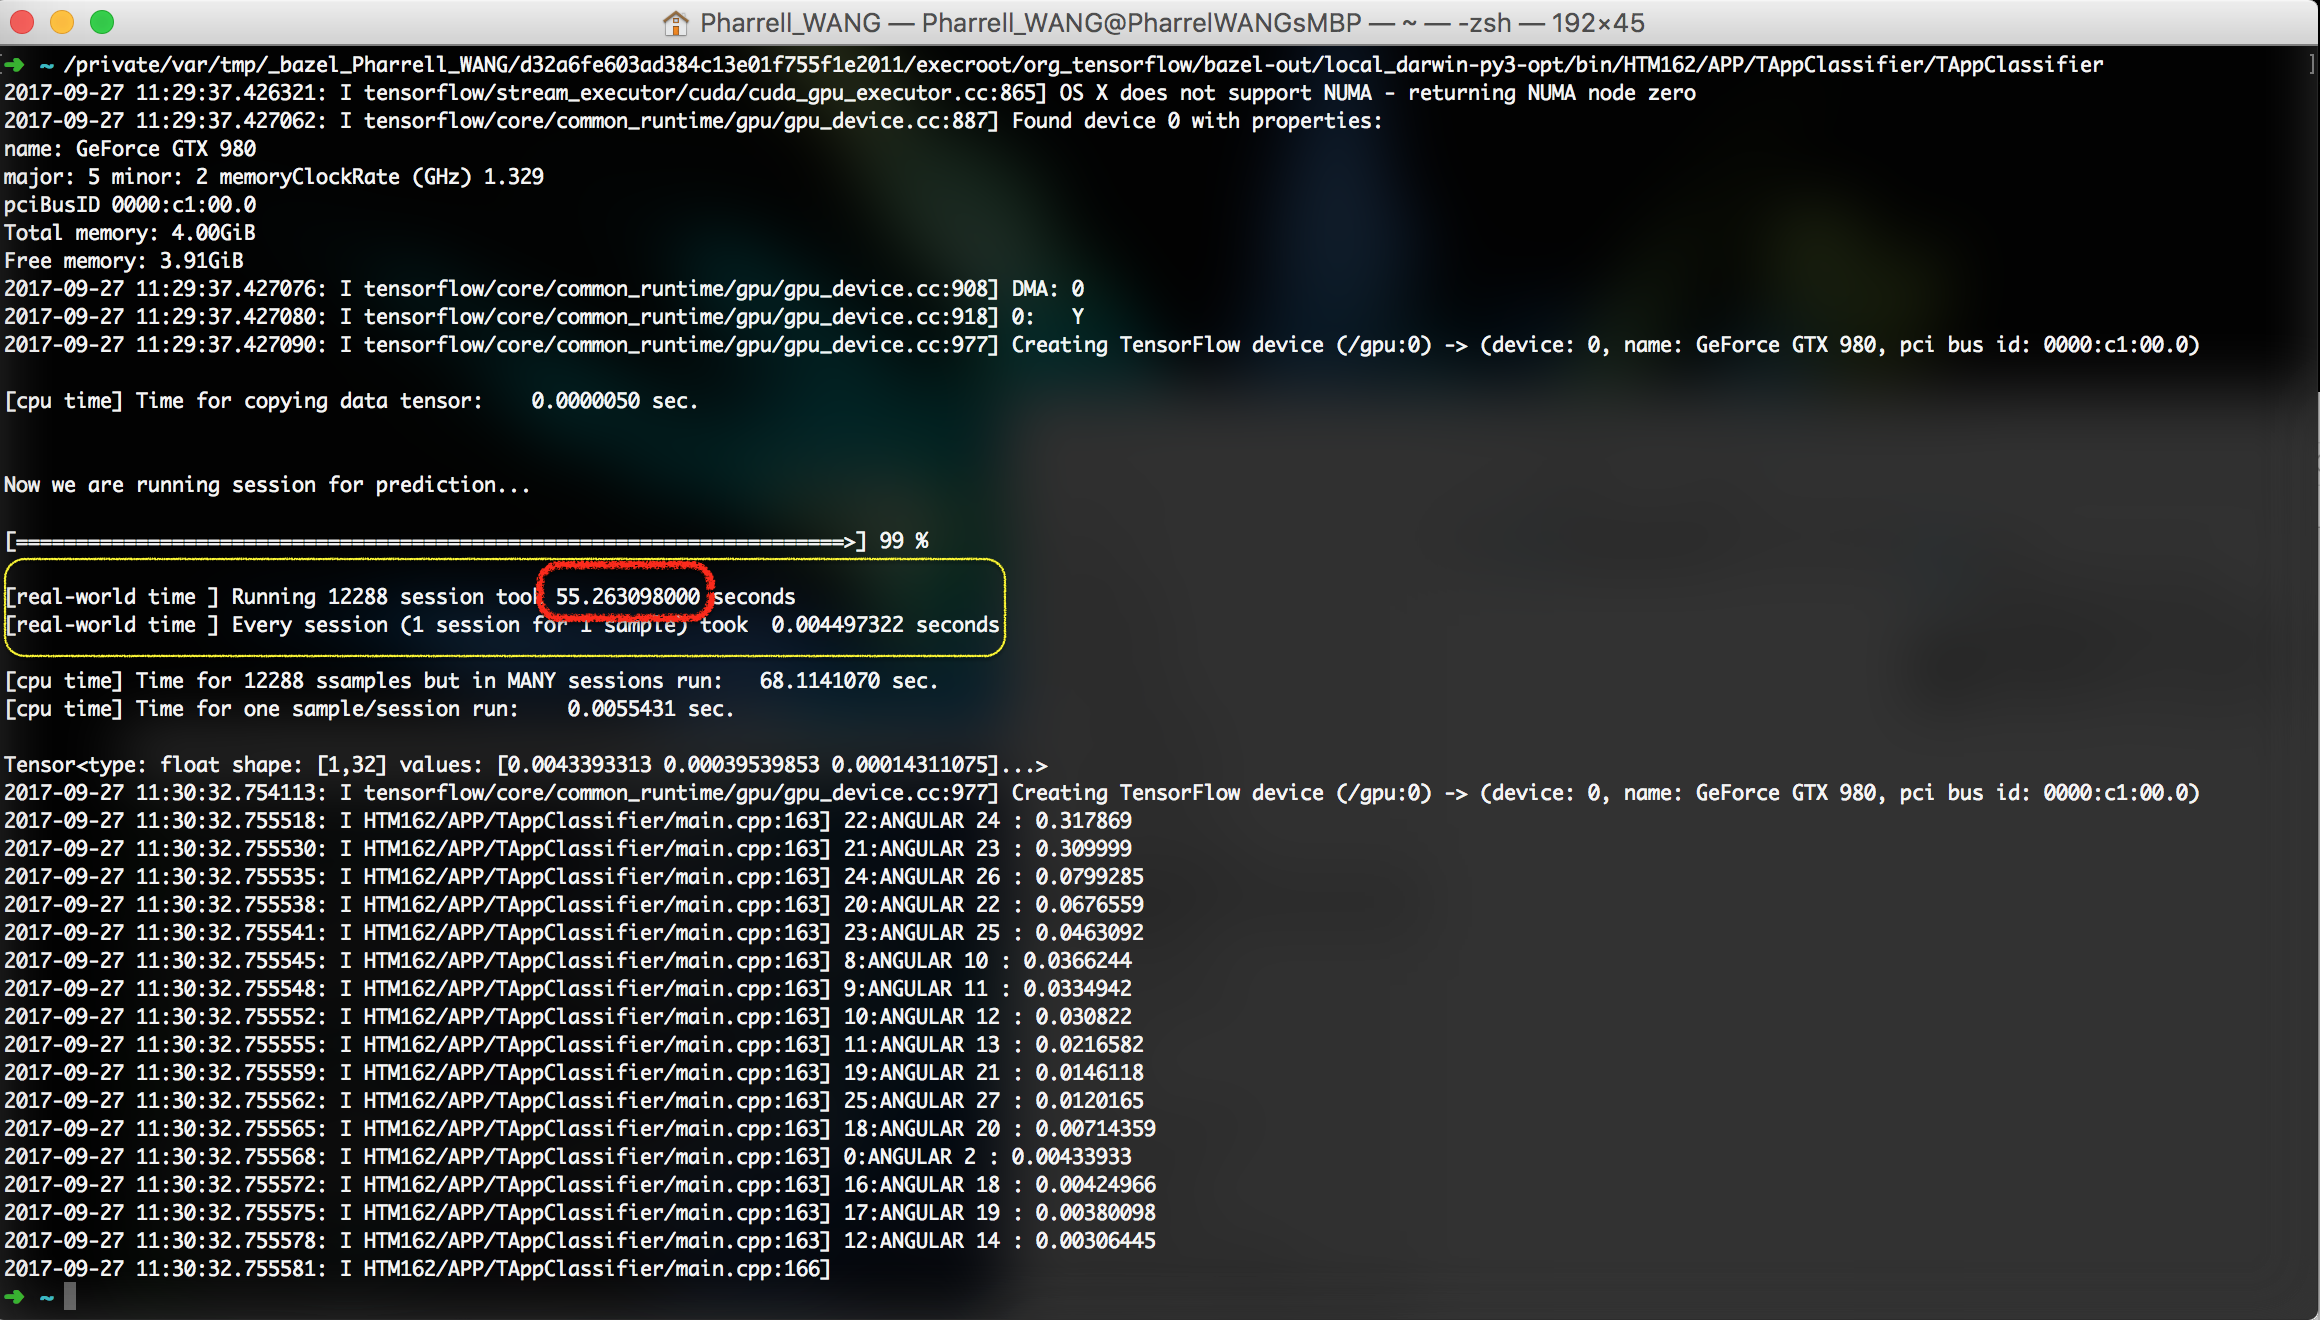 Pharrell_WANG — Pharrell_WANG@PharrelWANGsMBP — ~ — -zsh — 192×45
➜ ~ /private/var/tmp/_bazel_Pharrell_WANG/d32a6fe603ad384c13e01f755f1e2011/execroot/org_tensorflow/bazel-out/local_darwin-py3-opt/bin/HTM162/APP/TAppClassifier/TAppClassifier
2017-09-27 11:29:37.426321: I tensorflow/stream_executor/cuda/cuda_gpu_executor.cc:865] OS X does not support NUMA - returning NUMA node zero
2017-09-27 11:29:37.427062: I tensorflow/core/common_runtime/gpu/gpu_device.cc:887] Found device 0 with properties:
name: GeForce GTX 980
major: 5 minor: 2 memoryClockRate (GHz) 1.329
pciBusID 0000:c1:00.0
Total memory: 4.00GiB
Free memory: 3.91GiB
2017-09-27 11:29:37.427076: I tensorflow/core/common_runtime/gpu/gpu_device.cc:908] DMA: 0
2017-09-27 11:29:37.427080: I tensorflow/core/common_runtime/gpu/gpu_device.cc:918] 0:   Y
2017-09-27 11:29:37.427090: I tensorflow/core/common_runtime/gpu/gpu_device.cc:977] Creating TensorFlow device (/gpu:0) -> (device: 0, name: GeForce GTX 980, pci bus id: 0000:c1:00.0)
[cpu time] Time for copying data tensor:    0.0000050 sec.
Now we are running session for prediction...
[=====================================================================>] 99 %
[real-world time ] Running 12288 session took 55.263098000 seconds
[real-world time ] Every session (1 session for 1 sample) took  0.004497322 seconds
[cpu time] Time for 12288 ssamples but in MANY sessions run:   68.1141070 sec.
[cpu time] Time for one sample/session run:    0.0055431 sec.
Tensor<type: float shape: [1,32] values: [0.0043393313 0.00039539853 0.00014311075]...>
2017-09-27 11:30:32.754113: I tensorflow/core/common_runtime/gpu/gpu_device.cc:977] Creating TensorFlow device (/gpu:0) -> (device: 0, name: GeForce GTX 980, pci bus id: 0000:c1:00.0)
2017-09-27 11:30:32.755518: I HTM162/APP/TAppClassifier/main.cpp:163] 22:ANGULAR 24 : 0.317869
2017-09-27 11:30:32.755530: I HTM162/APP/TAppClassifier/main.cpp:163] 21:ANGULAR 23 : 0.309999
2017-09-27 11:30:32.755535: I HTM162/APP/TAppClassifier/main.cpp:163] 24:ANGULAR 26 : 0.0799285
2017-09-27 11:30:32.755538: I HTM162/APP/TAppClassifier/main.cpp:163] 20:ANGULAR 22 : 0.0676559
2017-09-27 11:30:32.755541: I HTM162/APP/TAppClassifier/main.cpp:163] 23:ANGULAR 25 : 0.0463092
2017-09-27 11:30:32.755545: I HTM162/APP/TAppClassifier/main.cpp:163] 8:ANGULAR 10 : 0.0366244
2017-09-27 11:30:32.755548: I HTM162/APP/TAppClassifier/main.cpp:163] 9:ANGULAR 11 : 0.0334942
2017-09-27 11:30:32.755552: I HTM162/APP/TAppClassifier/main.cpp:163] 10:ANGULAR 12 : 0.030822
2017-09-27 11:30:32.755555: I HTM162/APP/TAppClassifier/main.cpp:163] 11:ANGULAR 13 : 0.0216582
2017-09-27 11:30:32.755559: I HTM162/APP/TAppClassifier/main.cpp:163] 19:ANGULAR 21 : 0.0146118
2017-09-27 11:30:32.755562: I HTM162/APP/TAppClassifier/main.cpp:163] 25:ANGULAR 27 : 0.0120165
2017-09-27 11:30:32.755565: I HTM162/APP/TAppClassifier/main.cpp:163] 18:ANGULAR 20 : 0.00714359
2017-09-27 11:30:32.755568: I HTM162/APP/TAppClassifier/main.cpp:163] 0:ANGULAR 2 : 0.00433933
2017-09-27 11:30:32.755572: I HTM162/APP/TAppClassifier/main.cpp:163] 16:ANGULAR 18 : 0.00424966
2017-09-27 11:30:32.755575: I HTM162/APP/TAppClassifier/main.cpp:163] 17:ANGULAR 19 : 0.00380098
2017-09-27 11:30:32.755578: I HTM162/APP/TAppClassifier/main.cpp:163] 12:ANGULAR 14 : 0.00306445
2017-09-27 11:30:32.755581: I HTM162/APP/TAppClassifier/main.cpp:166]
➜ ~